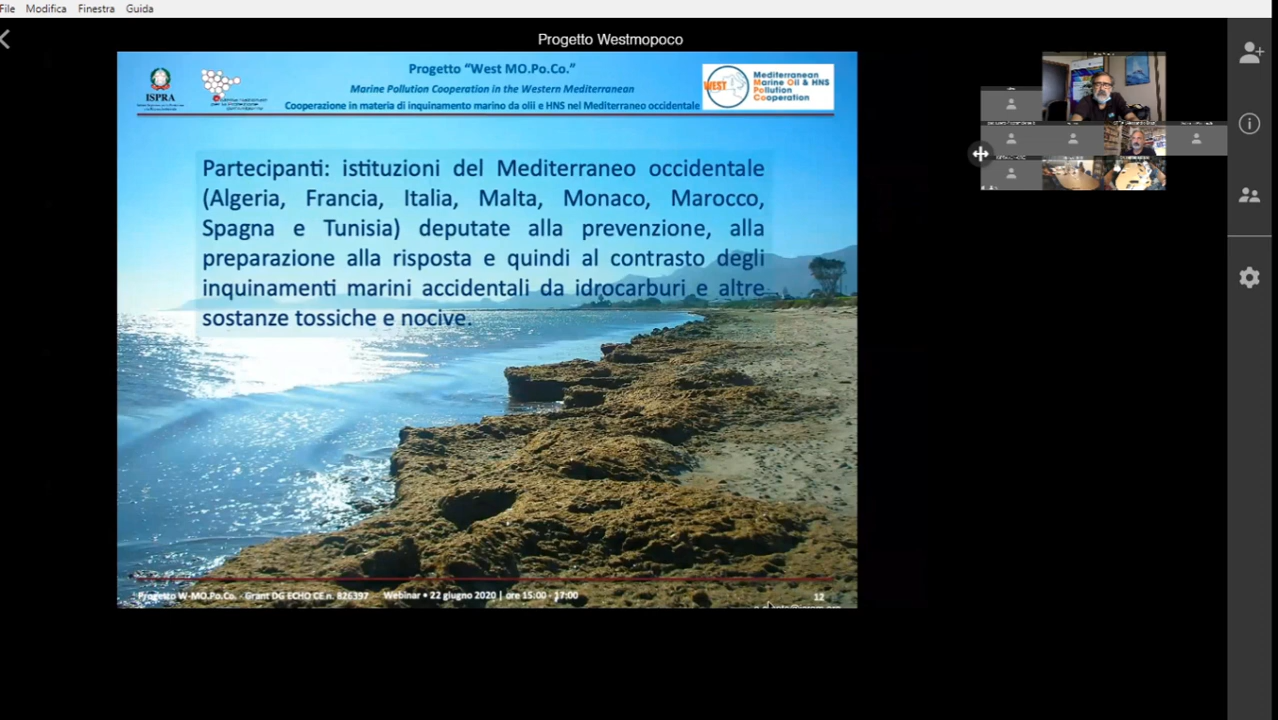 File Modifica Finestra Guida
Progetto Westmopoco
Progetto “West MO.Po.Co.”
Marine Pollution Cooperation in the Western Mediterranean
Cooperazione in materia di inquinamento marino da olii e HNS nel Mediterraneo occidentale
ISPRA
WEST
Mediterranean
Marine Oil & HNS
Pollution
Cooperation
Partecipanti: istituzioni del Mediterraneo occidentale
(Algeria, Francia, Italia, Malta, Monaco, Marocco,
Spagna e Tunisia) deputate alla prevenzione, alla
preparazione alla risposta e quindi al contrasto degli
inquinamenti marini accidentali da idrocarburi e altre
sostanze tossiche e nocive.
Progetto W-MO.Po.Co. - Grant DG ECHO CE n. 826397 Webinar • 22 giugno 2020 | ore 15:00 - 17:00
12